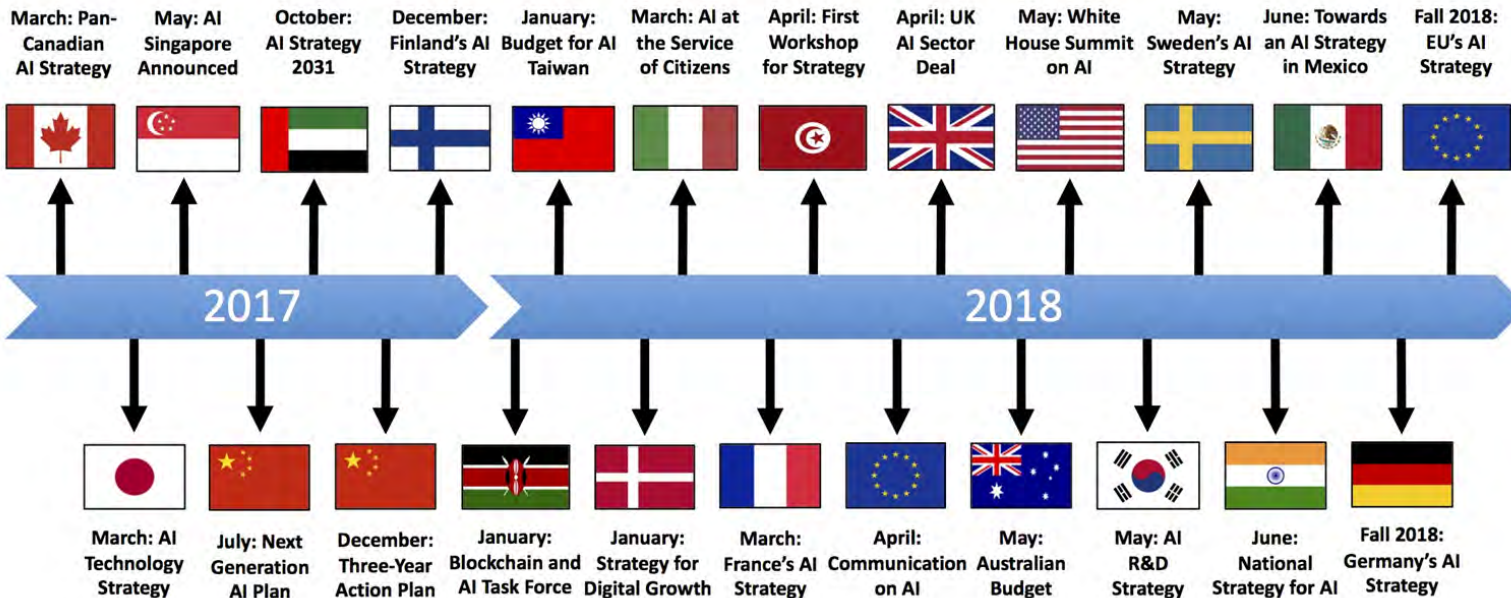 March: Pan-
Canadian
AI Strategy
May: AI
Singapore
Announced
October:
AI Strategy
2031
December:
Finland’s AI
Strategy
January:
Budget for AI
Taiwan
March: AI at
the Service
of Citizens
April: First
Workshop
for Strategy
April: UK
AI Sector
Deal
May: White
House Summit
on AI
May:
Sweden’s AI
Strategy
June: Towards
an AI Strategy
in Mexico
Fall 2018:
EU’s AI
Strategy
2017
2018
March: AI
Technology
Strategy
July: Next
Generation
AI Plan
December:
Three-Year
Action Plan
January:
Blockchain and
AI Task Force
January:
Strategy for
Digital Growth
March:
France’s AI
Strategy
April:
Communication
on AI
May:
Australian
Budget
May: AI
R&D
Strategy
June:
National
Strategy for AI
Fall 2018:
Germany’s AI
Strategy